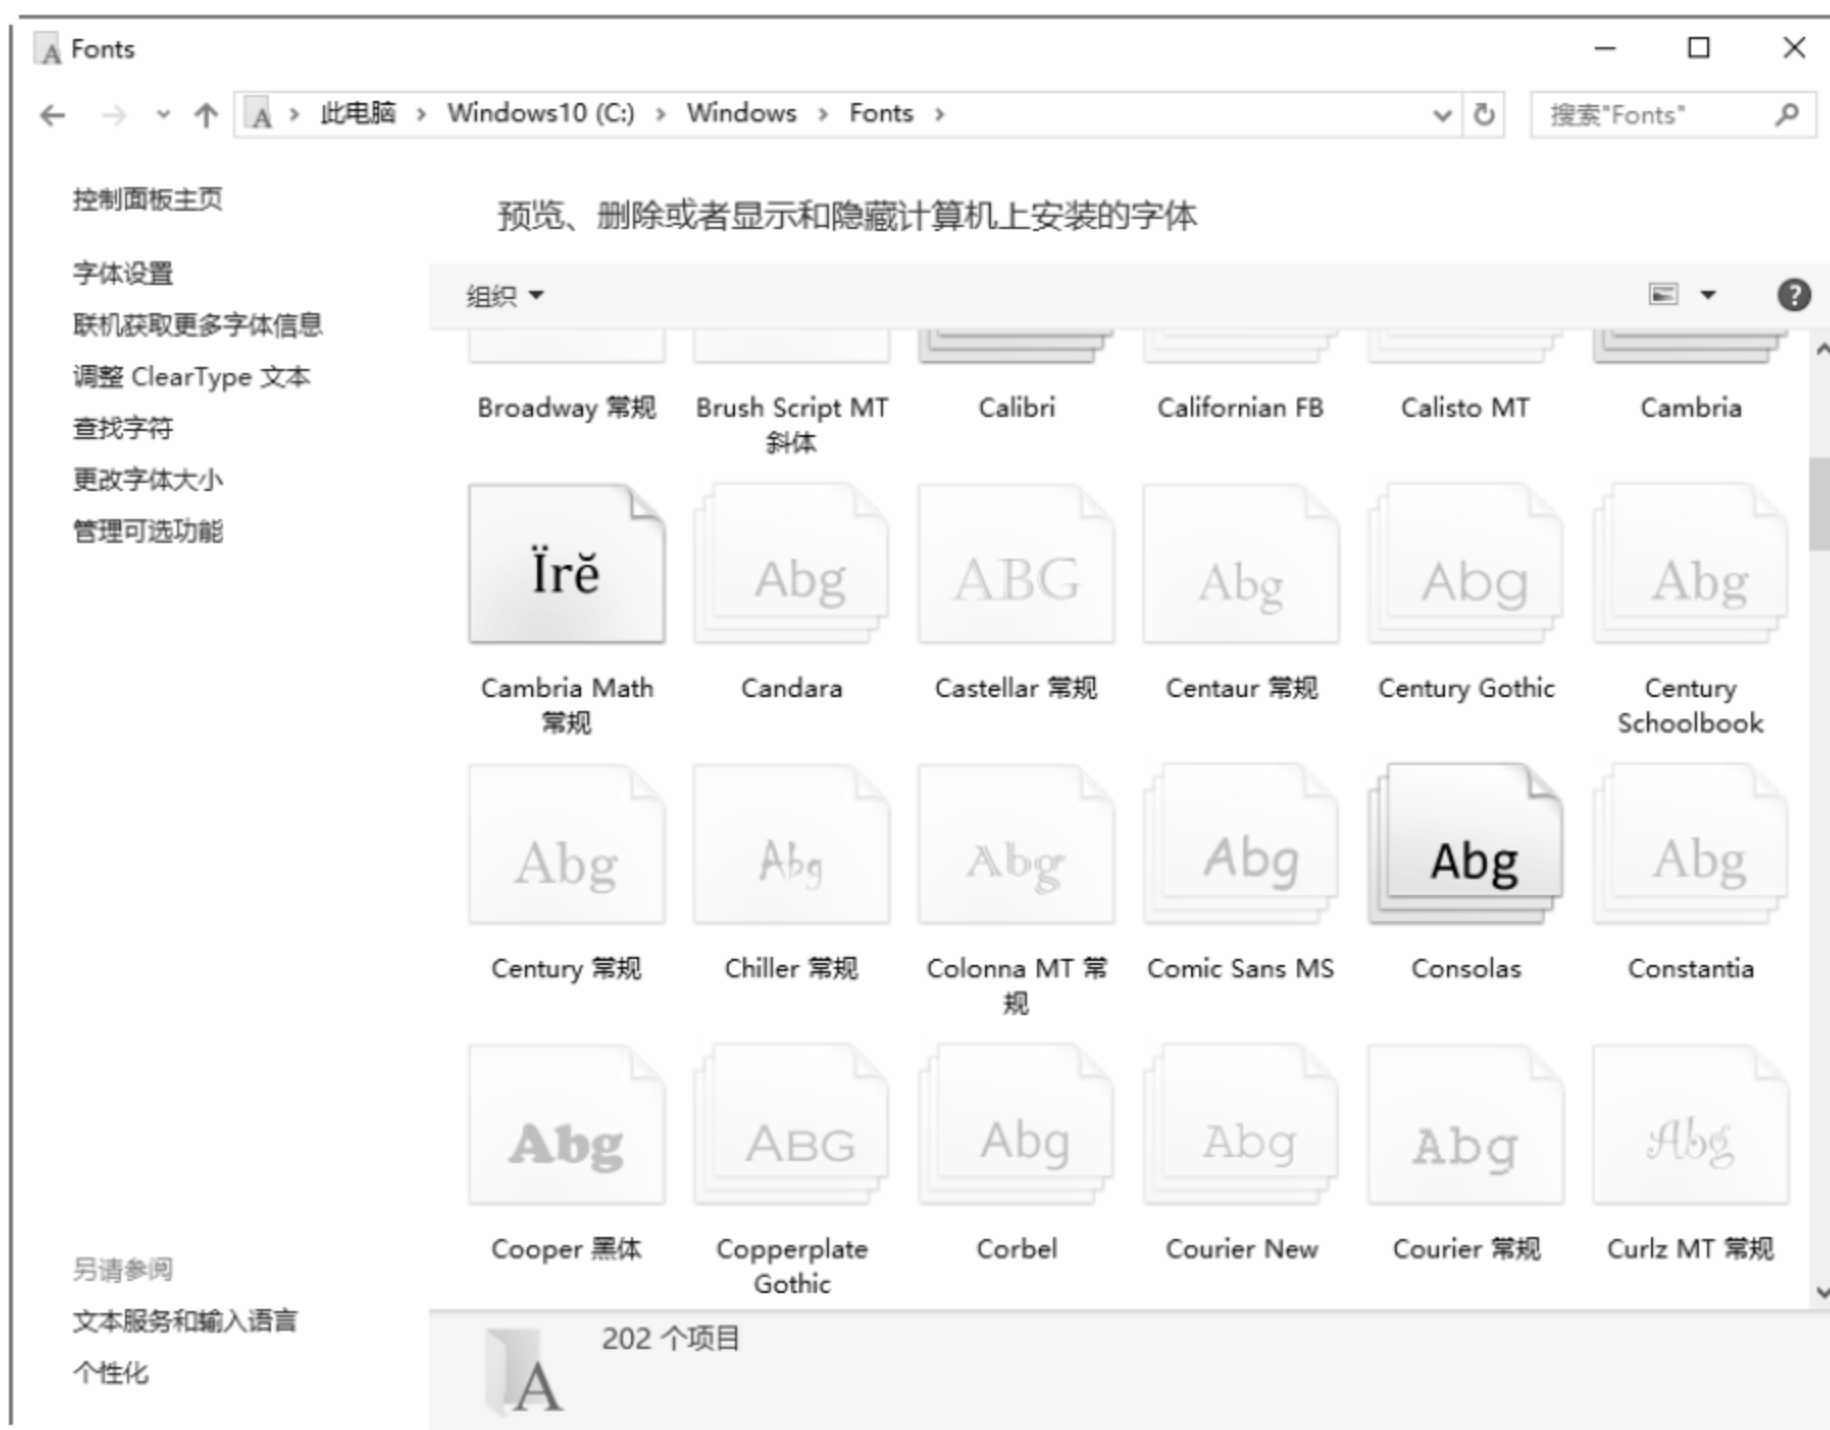 Fonts
此电脑 › Windows10 (C:) › Windows › Fonts ›
搜索"Fonts"
控制面板主页
字体设置
联机获取更多字体信息
调整 ClearType 文本
查找字符
更改字体大小
管理可选功能
另请参阅
文本服务和输入语言
个性化
预览、删除或者显示和隐藏计算机上安装的字体
组织
Broadway 常规
Brush Script MT
斜体
Calibri
Californian FB
Calisto MT
Cambria
Ïrĕ
Cambria Math
常规
Abg
Candara
ABG
Castellar 常规
Abg
Centaur 常规
Abg
Century Gothic
Abg
Century
Schoolbook
Abg
Century 常规
Abg
Chiller 常规
Abg
Colonna MT 常
规
Abg
Comic Sans MS
Abg
Consolas
Abg
Constantia
Abg
Cooper 黑体
ABG
Copperplate
Gothic
Abg
Corbel
Abg
Courier New
Abg
Courier 常规
Abg
Curlz MT 常规
A
202 个项目